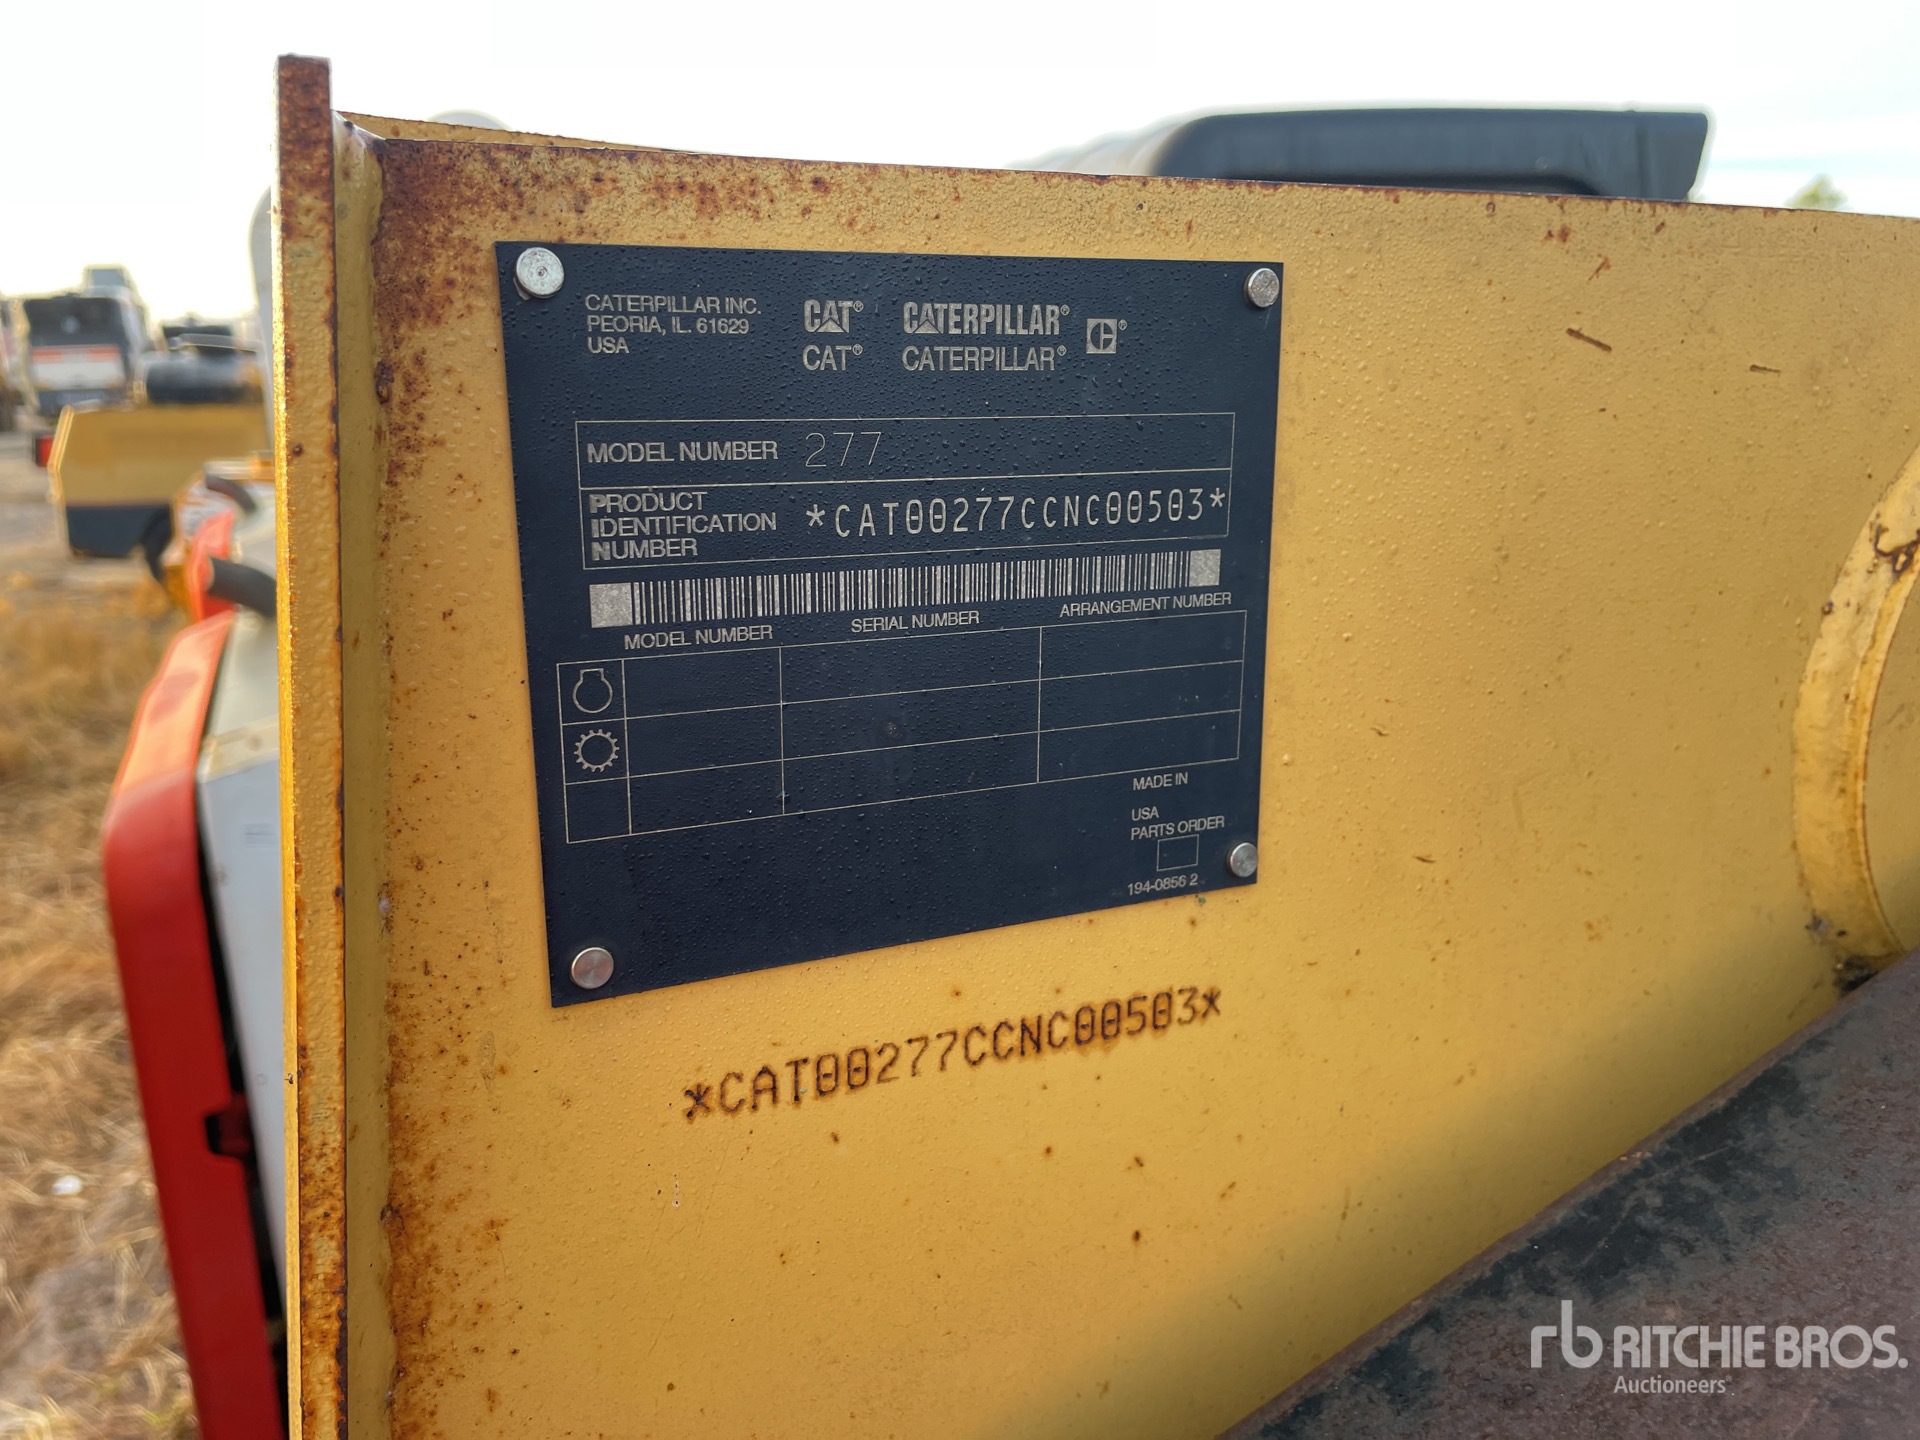 CATERPILLAR INC.
PEORIA, IL. 61629
USA
CAT® CATERPILLAR® ®
CAT® CATERPILLAR®
MODEL NUMBER 277
PRODUCT
IDENTIFICATION
NUMBER
*CAT00277CCNC00503*
MODEL NUMBER SERIAL NUMBER ARRANGEMENT NUMBER
MADE IN
USA
PARTS ORDER
194-0856 2
*CAT00277CCNC00503*
rb RITCHIE BROS.
Auctioneers